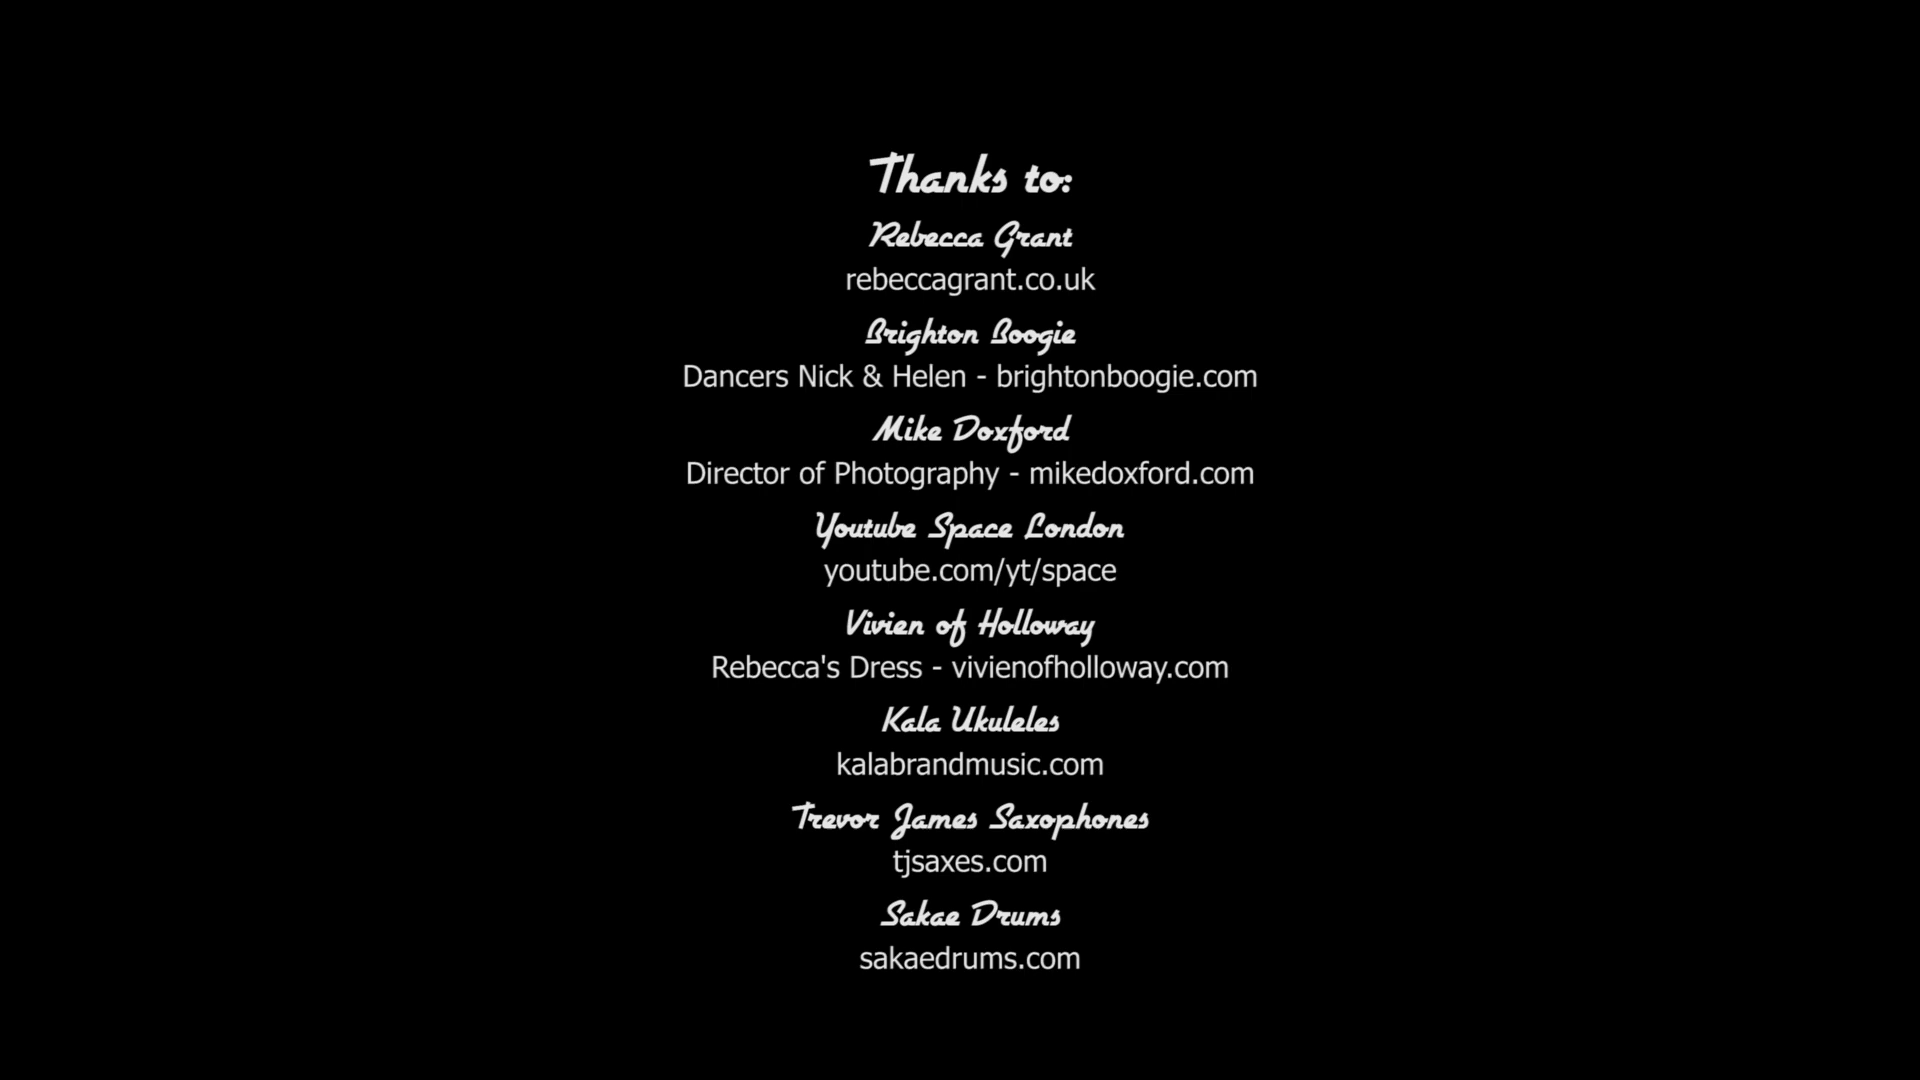 Thanks to:
Rebecca Grant
rebeccagrant.co.uk
Brighton Boogie
Dancers Nick & Helen - brightonboogie.com
Mike Doxford
Director of Photography - mikedoxford.com
Youtube Space London
youtube.com/yt/space
Vivien of Holloway
Rebecca's Dress - vivienofholloway.com
Kala Ukuleles
kalabrandmusic.com
Trevor James Saxophones
tjsaxes.com
Sakae Drums
sakaedrums.com